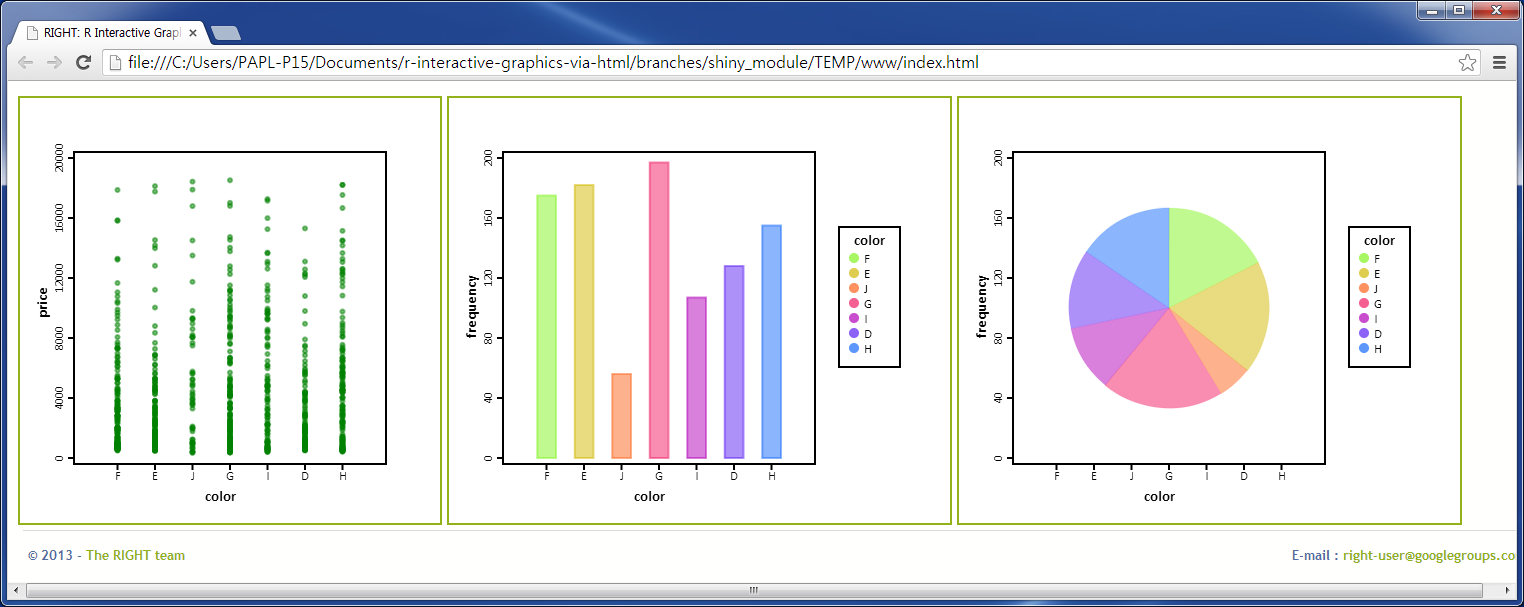 RIGHT: R Interactive Grap
file:///C:/Users/PAPL-P15/Documents/r-interactive-graphics-via-html/branches/shiny_module/TEMP/www/index.html
price
20000
16000
12000
8000
4000
0
F E J G I D H
color
frequency
200
160
120
80
40
0
F E J G I D H
color
color
F
E
J
G
I
D
H
frequency
200
160
120
80
40
0
F E J G I D H
color
color
F
E
J
G
I
D
H
© 2013 - The RIGHT team
E-mail : right-user@googlegroups.co